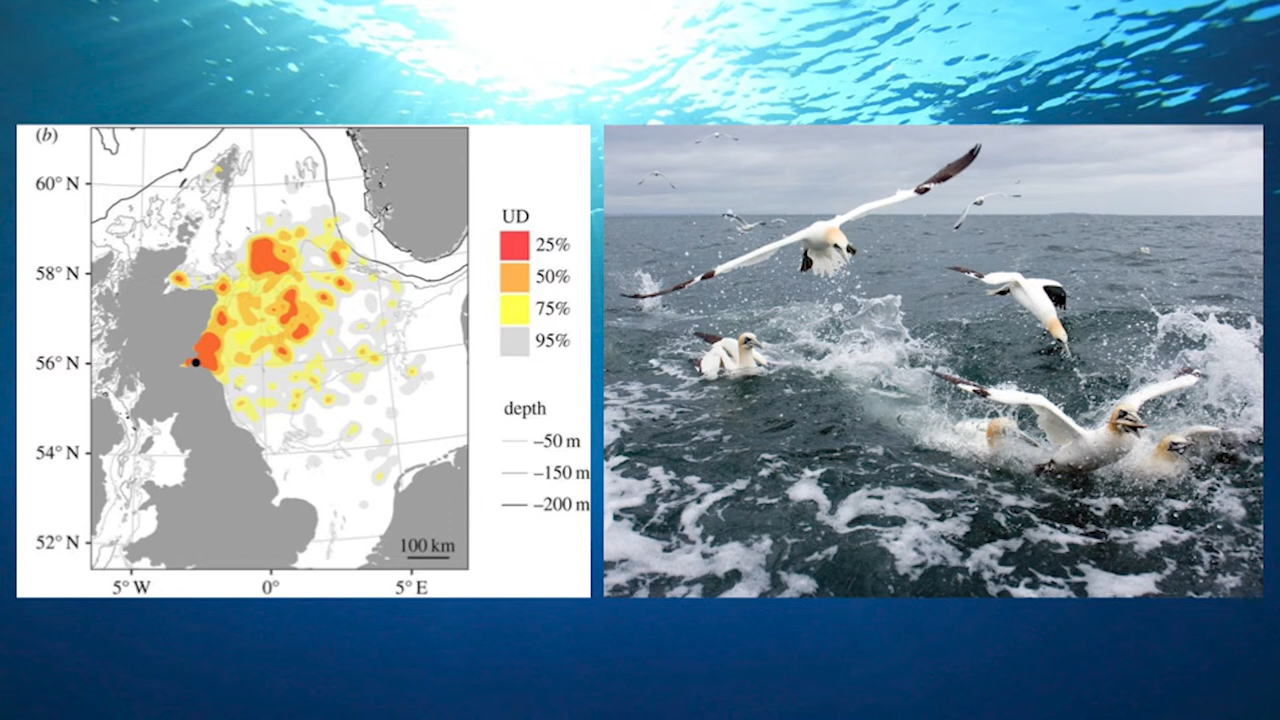 (b)
60° N
58° N
56° N
54° N
52° N
5° W
0°
5° E
100 km
UD
25%
50%
75%
95%
depth
–50 m
–150 m
–200 m